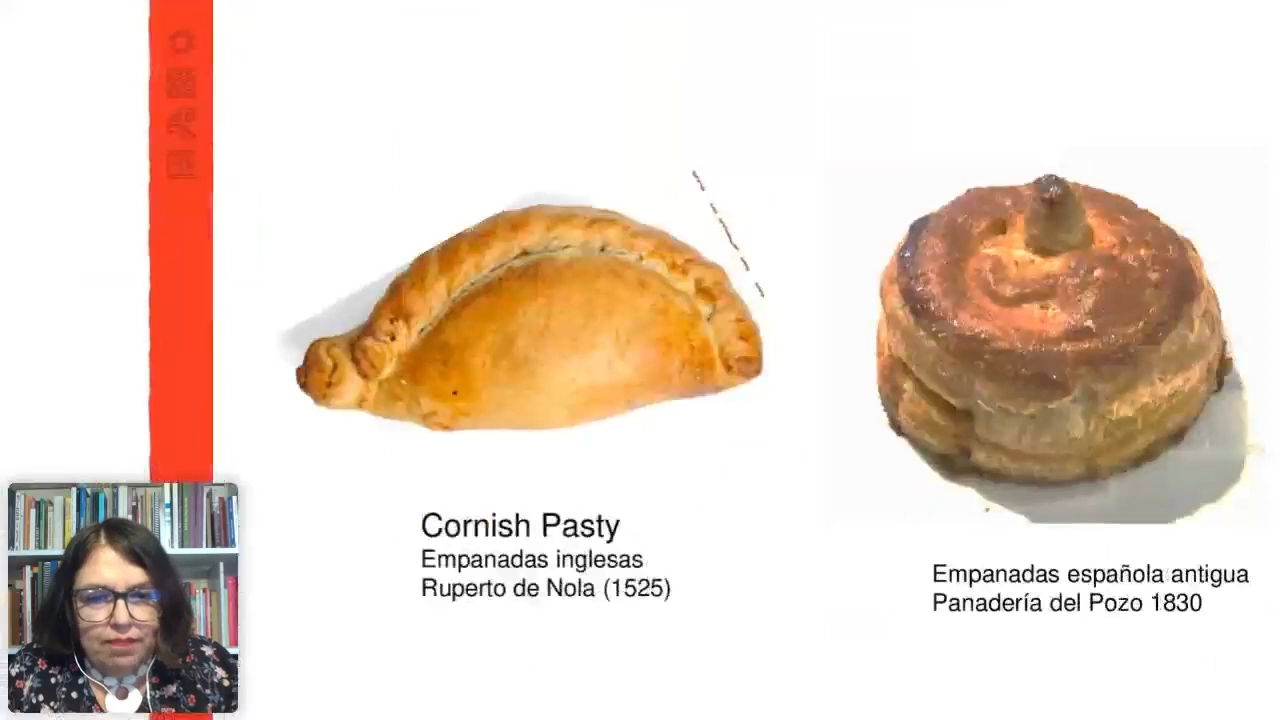 Cornish Pasty
Empanadas inglesas
Ruperto de Nola (1525)
Empanadas española antigua
Panadería del Pozo 1830